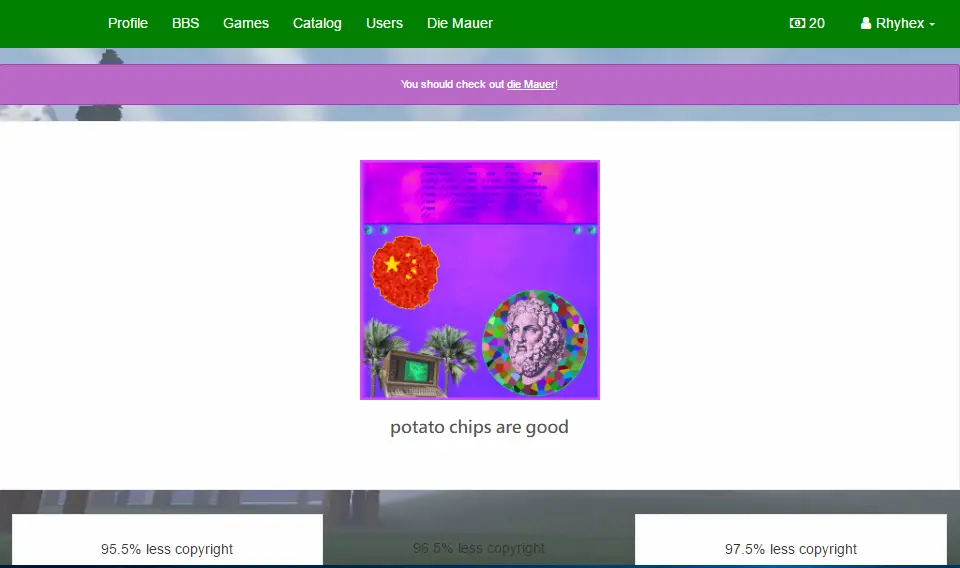 Profile BBS Games Catalog Users Die Mauer 20 Rhyhex
You should check out die Mauer!
potato chips are good
95.5% less copyright 96.5% less copyright 97.5% less copyright